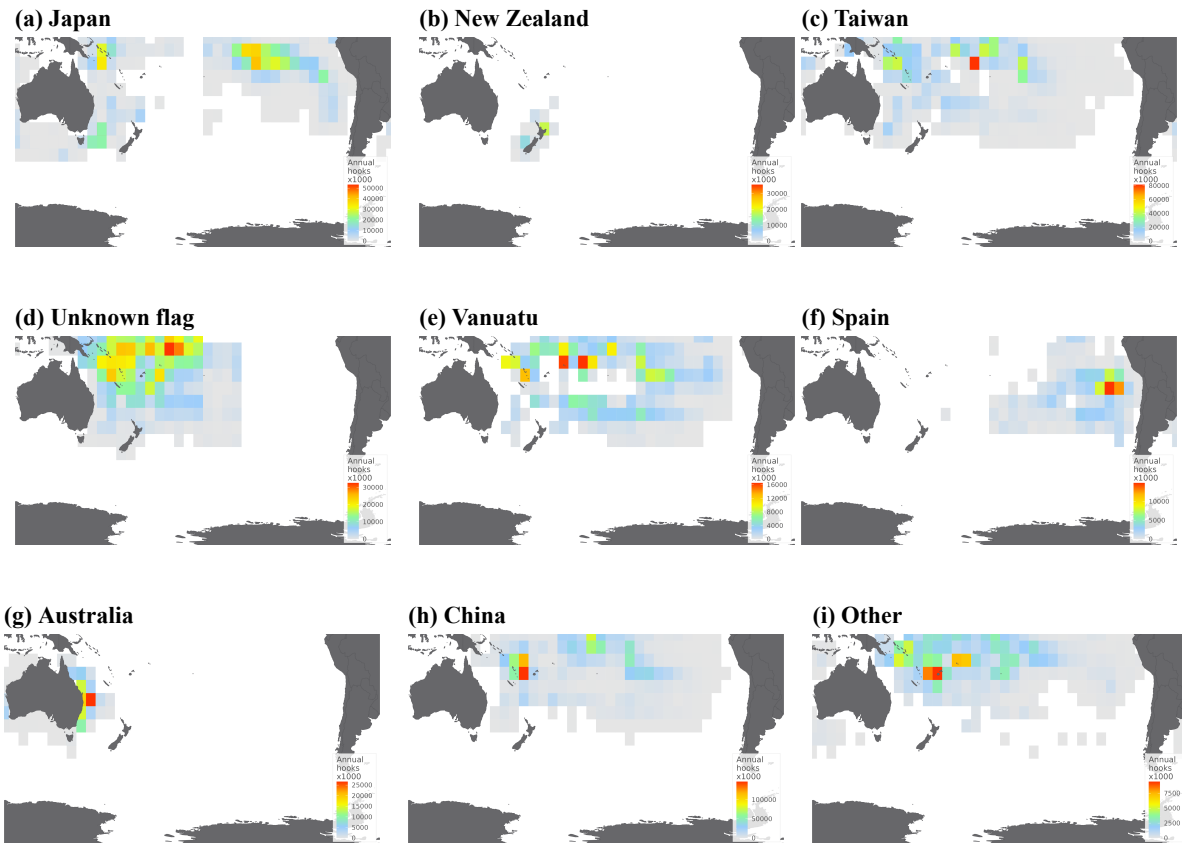 (a) Japan
(b) New Zealand
(c) Taiwan
Annual
hooks
x1000
50000
40000
30000
20000
10000
0
Annual
hooks
x1000
30000
20000
10000
0
Annual
hooks
x1000
80000
60000
40000
20000
0
(d) Unknown flag
(e) Vanuatu
(f) Spain
Annual
hooks
x1000
30000
20000
10000
0
Annual
hooks
x1000
16000
12000
8000
4000
0
Annual
hooks
x1000
10000
5000
0
(g) Australia
(h) China
(i) Other
Annual
hooks
x1000
25000
20000
15000
10000
5000
0
Annual
hooks
x1000
100000
50000
0
Annual
hooks
x1000
7500
5000
2500
0